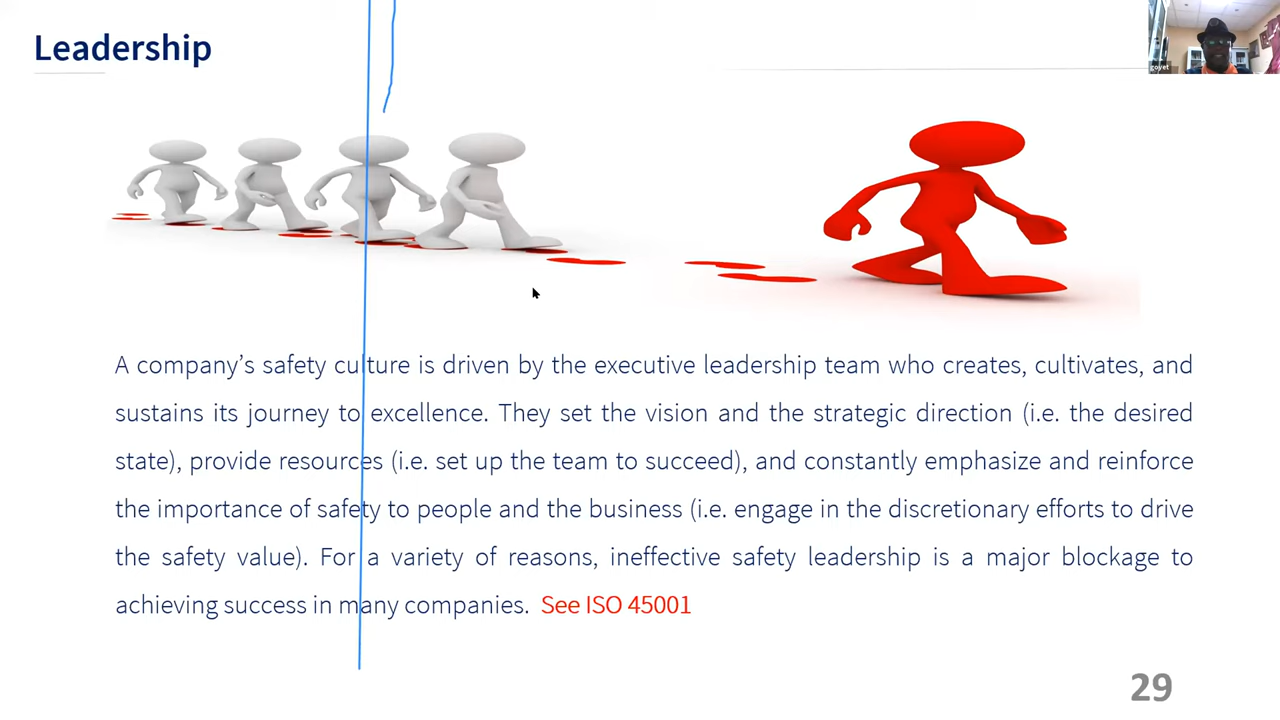 Leadership
goyet
A company’s safety culture is driven by the executive leadership team who creates, cultivates, and
sustains its journey to excellence. They set the vision and the strategic direction (i.e. the desired
state), provide resources (i.e. set up the team to succeed), and constantly emphasize and reinforce
the importance of safety to people and the business (i.e. engage in the discretionary efforts to drive
the safety value). For a variety of reasons, ineffective safety leadership is a major blockage to
achieving success in many companies. See ISO 45001
29